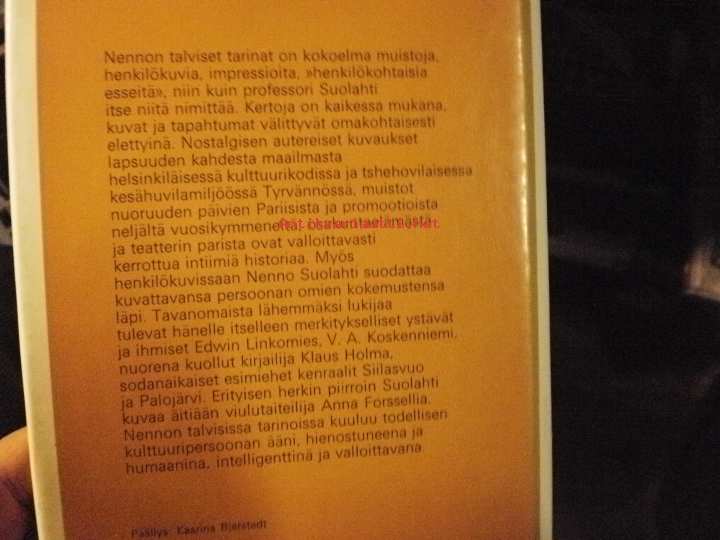 Nennon talviset tarinat on kokoelma muistoja,
henkilökuvia, impressioita, »henkilökohtaisia
esseitä», niin kuin professori Suolahti
itse niitä nimittää. Kertoja on kaikessa mukana,
kuvat ja tapahtumat välittyvät omakohtaisesti
elettyinä. Nostalgisen autereiset kuvaukset
lapsuuden kahdesta maailmasta
helsinkiläisessä kulttuurikodissa ja tshehovilaisessa
kesähuvilamiljöössä Tyrvännössä, muistot
nuoruuden päivien Pariisista ja promootioista
neljältä vuosikymmeneltä, osakuntaelämästä
ja teatterin parista ovat valloittavasti
kerrottua intiimiä historiaa. Myös
henkilökuvissaan Nenno Suolahti suodattaa
kuvattavansa persoonan omien kokemustensa
läpi. Tavanomaista lähemmäksi lukijaa
tulevat hänelle itselleen merkitykselliset ystävät
ja ihmiset Edwin Linkomies, V. A. Koskenniemi,
nuorena kuollut kirjailija Klaus Holma,
sodanaikaiset esimiehet kenraalit Siilasvuo
ja Palojärvi. Erityisen herkin piirroin Suolahti
kuvaa äitiään viulutaiteilija Anna Forssellia.
Nennon talvisissa tarinoissa kuuluu todellisen
kulttuuripersoonan ääni, hienostuneena ja
humaanina, intelligenttinä ja valloittavana
Päällys: Kaarina Bjerstedt